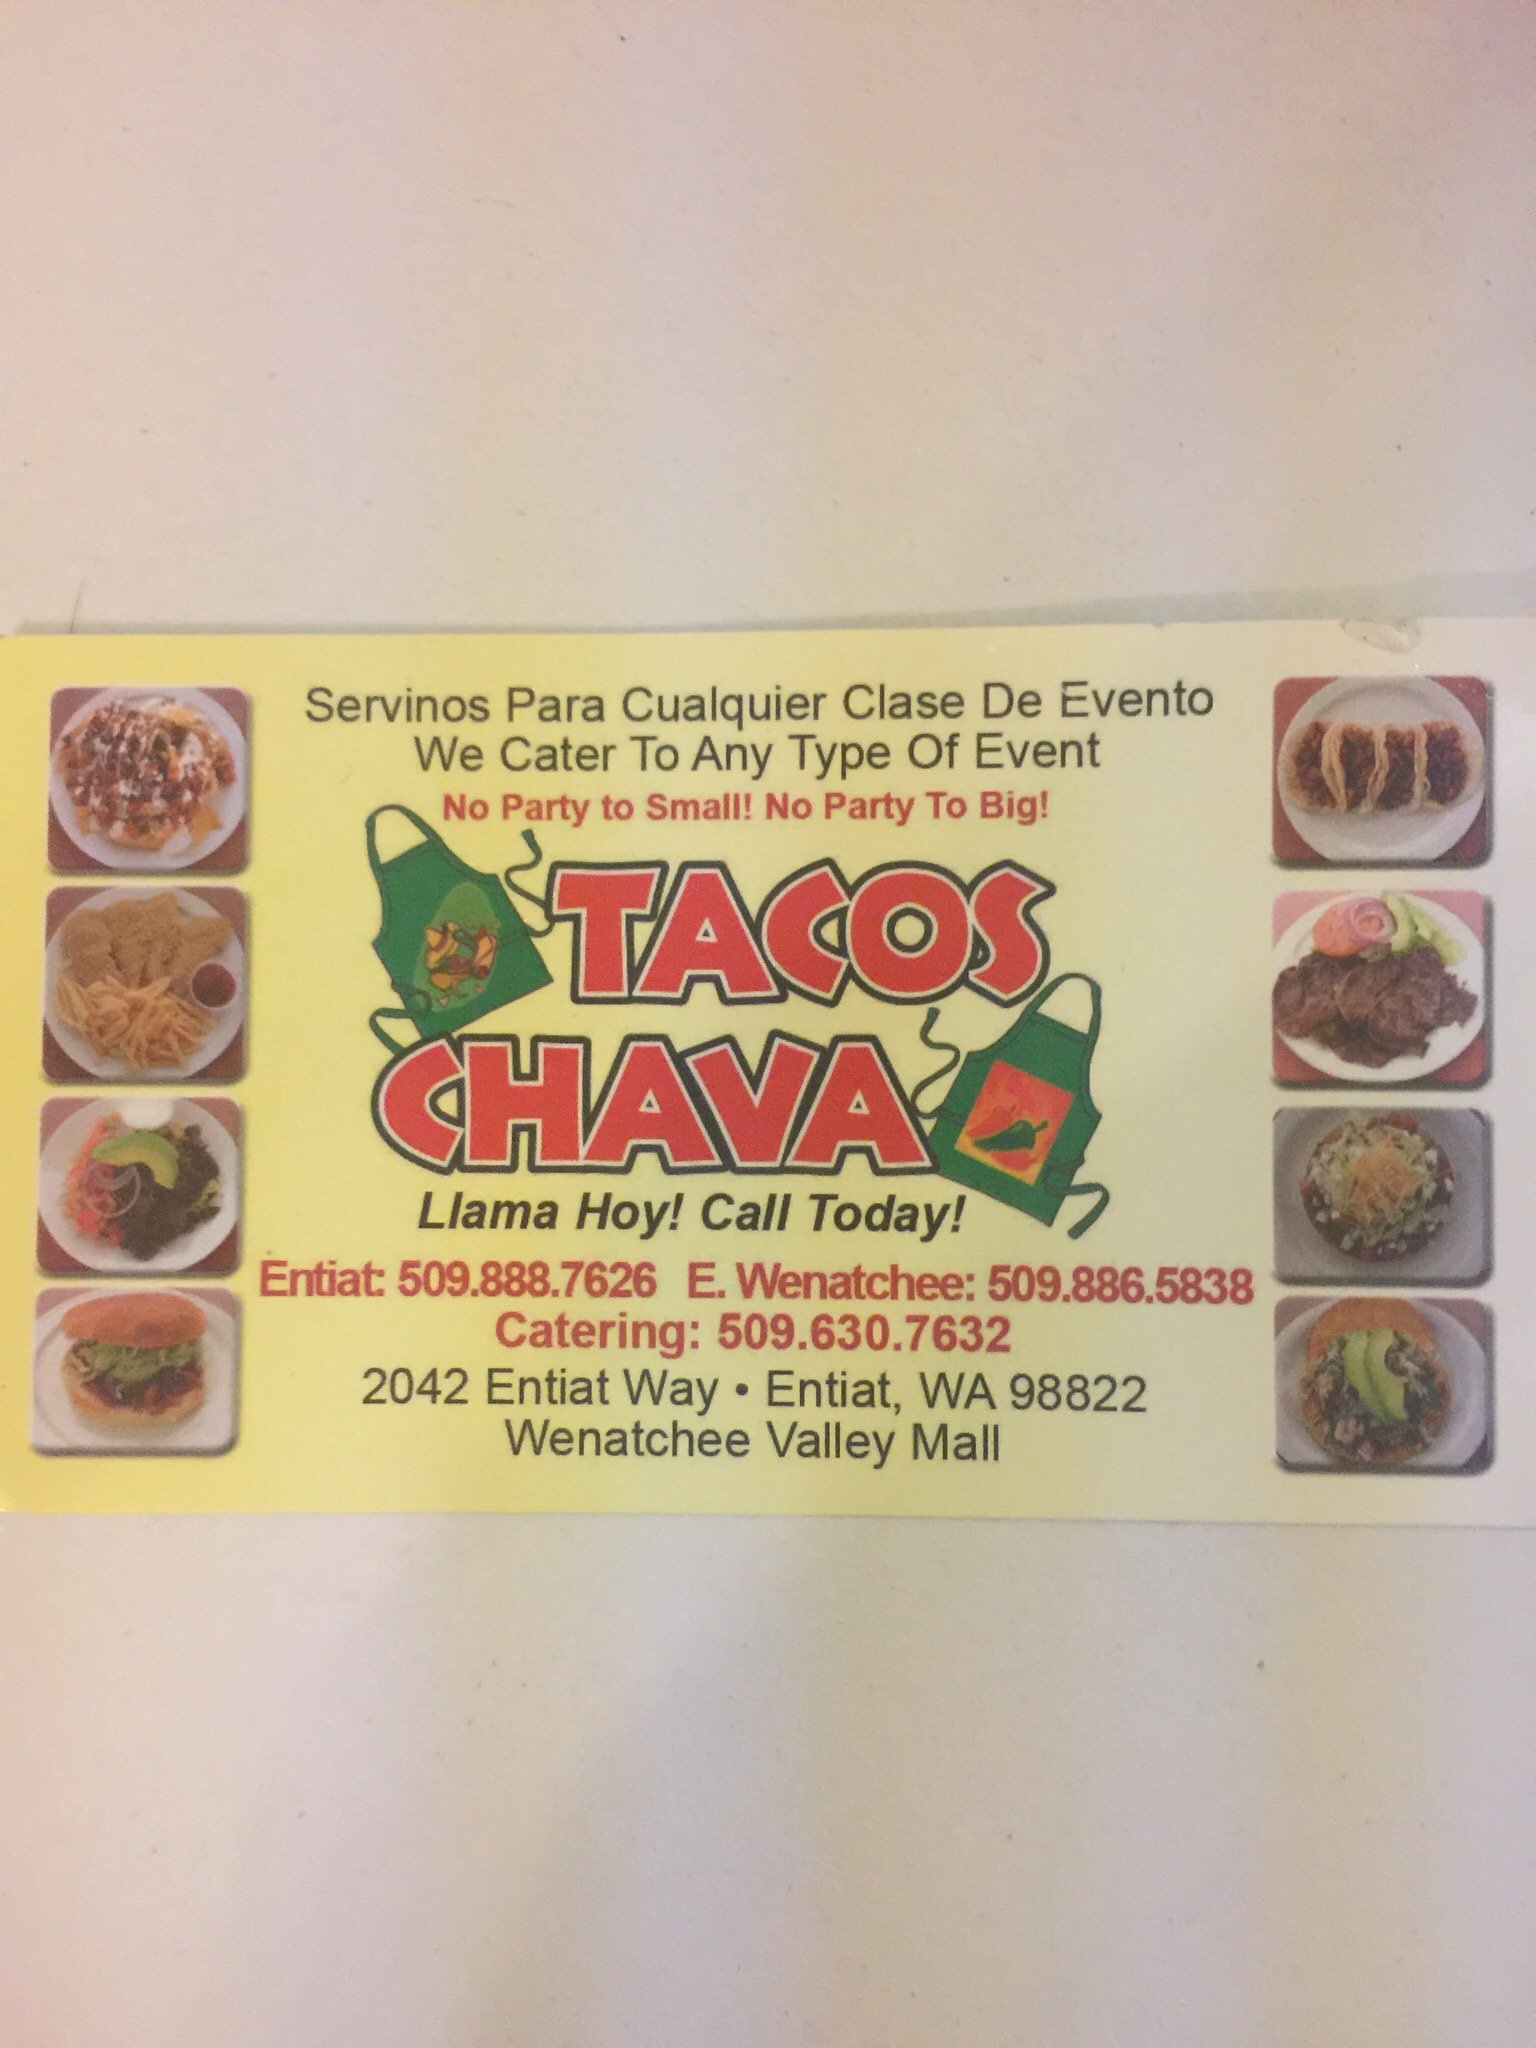 Servinos Para Cualquier Clase De Evento
We Cater To Any Type Of Event
No Party to Small! No Party To Big!
TACOS
CHAVA
Llama Hoy! Call Today!
Entiat: 509.888.7626 E. Wenatchee: 509.886.5838
Catering: 509.630.7632
2042 Entiat Way • Entiat, WA 98822
Wenatchee Valley Mall